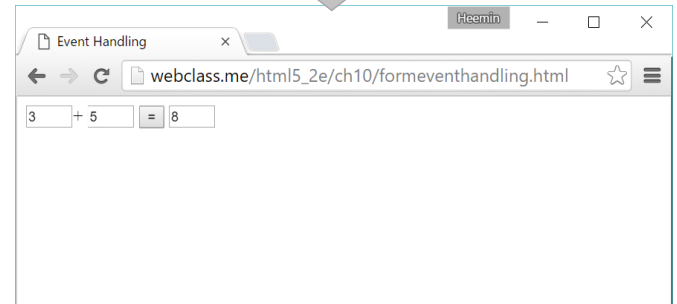 Heemin
Event Handling
webclass.me/html5_2e/ch10/formeventhandling.html
3 + 5 = 8